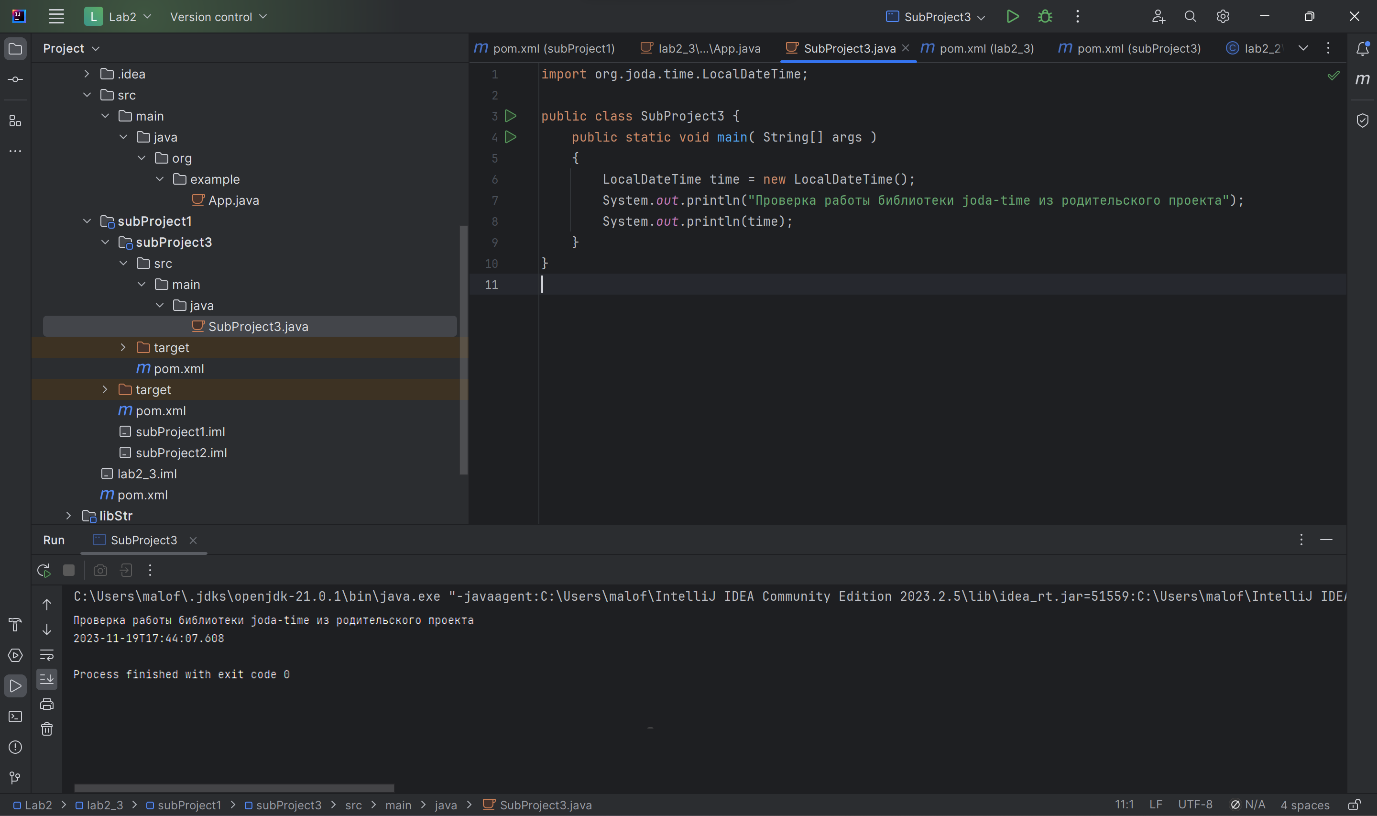 L Lab2 Version control SubProject3
Project
pom.xml (subProject1) lab2_3\...\App.java SubProject3.java pom.xml (lab2_3) pom.xml (subProject3) lab2_2
.idea
src
main
java
org
example
App.java
subProject1
subProject3
src
main
java
SubProject3.java
target
pom.xml
target
pom.xml
subProject1.iml
subProject2.iml
lab2_3.iml
pom.xml
libStr
1 import org.joda.time.LocalDateTime;
2
3 public class SubProject3 {
4 public static void main( String[] args )
5 {
6 LocalDateTime time = new LocalDateTime();
7 System.out.println("Проверка работы библиотеки joda-time из родительского проекта");
8 System.out.println(time);
9 }
10 }
11
Run SubProject3
C:\Users\malof\.jdks\openjdk-21.0.1\bin\java.exe "-javaagent:C:\Users\malof\IntelliJ IDEA Community Edition 2023.2.5\lib\idea_rt.jar=51559:C:\Users\malof\IntelliJ IDEA
Проверка работы библиотеки joda-time из родительского проекта
2023-11-19T17:44:07.608
Process finished with exit code 0
Lab2 > lab2_3 > subProject1 > subProject3 > src > main > java > SubProject3.java 11:1 LF UTF-8 N/A 4 spaces